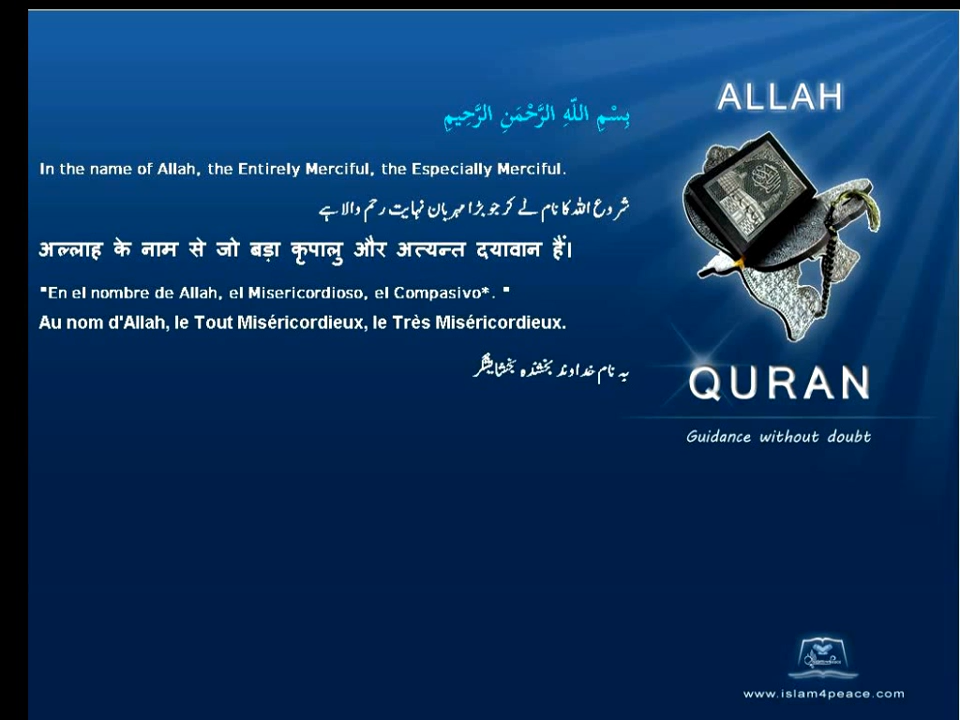 بِسْمِ اللّهِ الرَّحْمَنِ الرَّحِيمِ
In the name of Allah, the Entirely Merciful, the Especially Merciful.
شروع اللہ کا نام لے کر جو بڑا مہربان نہایت رحم والا ہے
अल्लाह के नाम से जो बड़ा कृपालु और अत्यन्त दयावान हैं।
"En el nombre de Allah, el Misericordioso, el Compasivo*. "
Au nom d'Allah, le Tout Miséricordieux, le Très Miséricordieux.
به نام خداوند بخشنده بخشایشگر
ALLAH
QURAN
Guidance without doubt
www.islam4peace.com